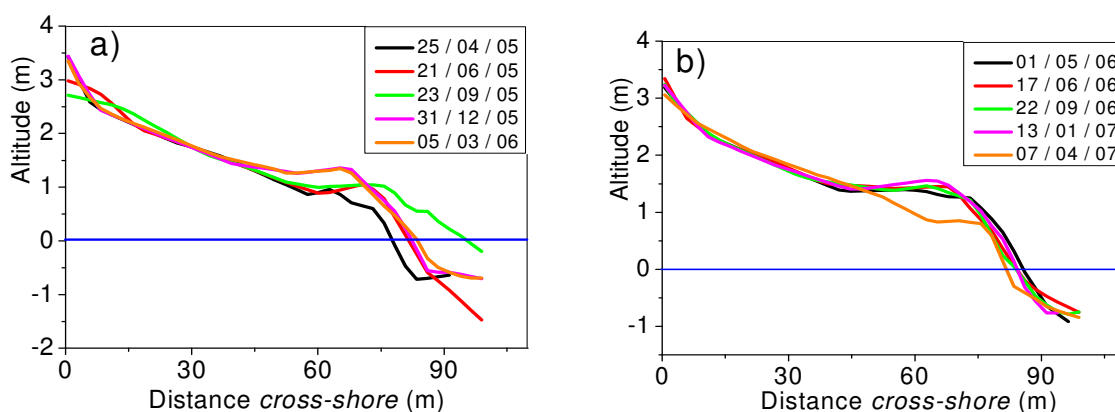 a)
25 / 04 / 05
21 / 06 / 05
23 / 09 / 05
31 / 12 / 05
05 / 03 / 06
Altitude (m)
4
3
2
1
0
-1
-2
0 30 60 90
Distance cross-shore (m)
b)
01 / 05 / 06
17 / 06 / 06
22 / 09 / 06
13 / 01 / 07
07 / 04 / 07
Altitude (m)
4
3
2
1
0
-1
0 30 60 90
Distance cross-shore (m)